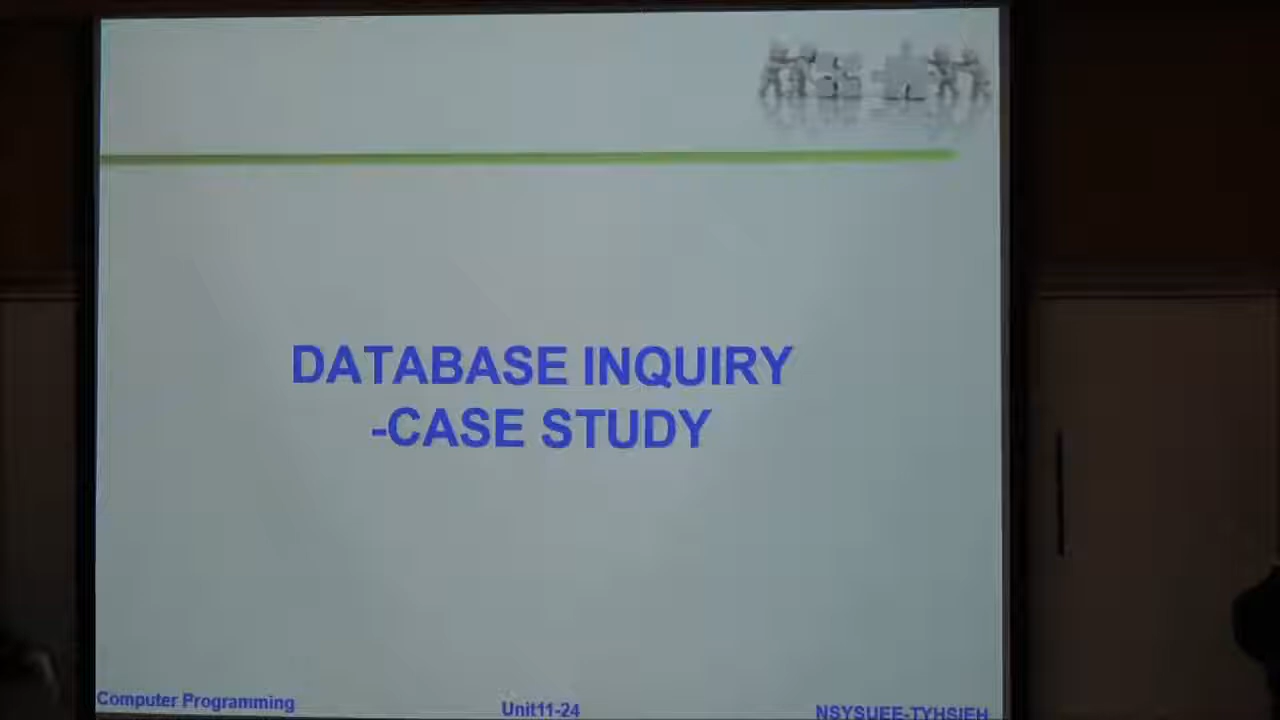 DATABASE INQUIRY
-CASE STUDY
Computer Programming
Unit11-24
NSYSUEE-TYHSIEH